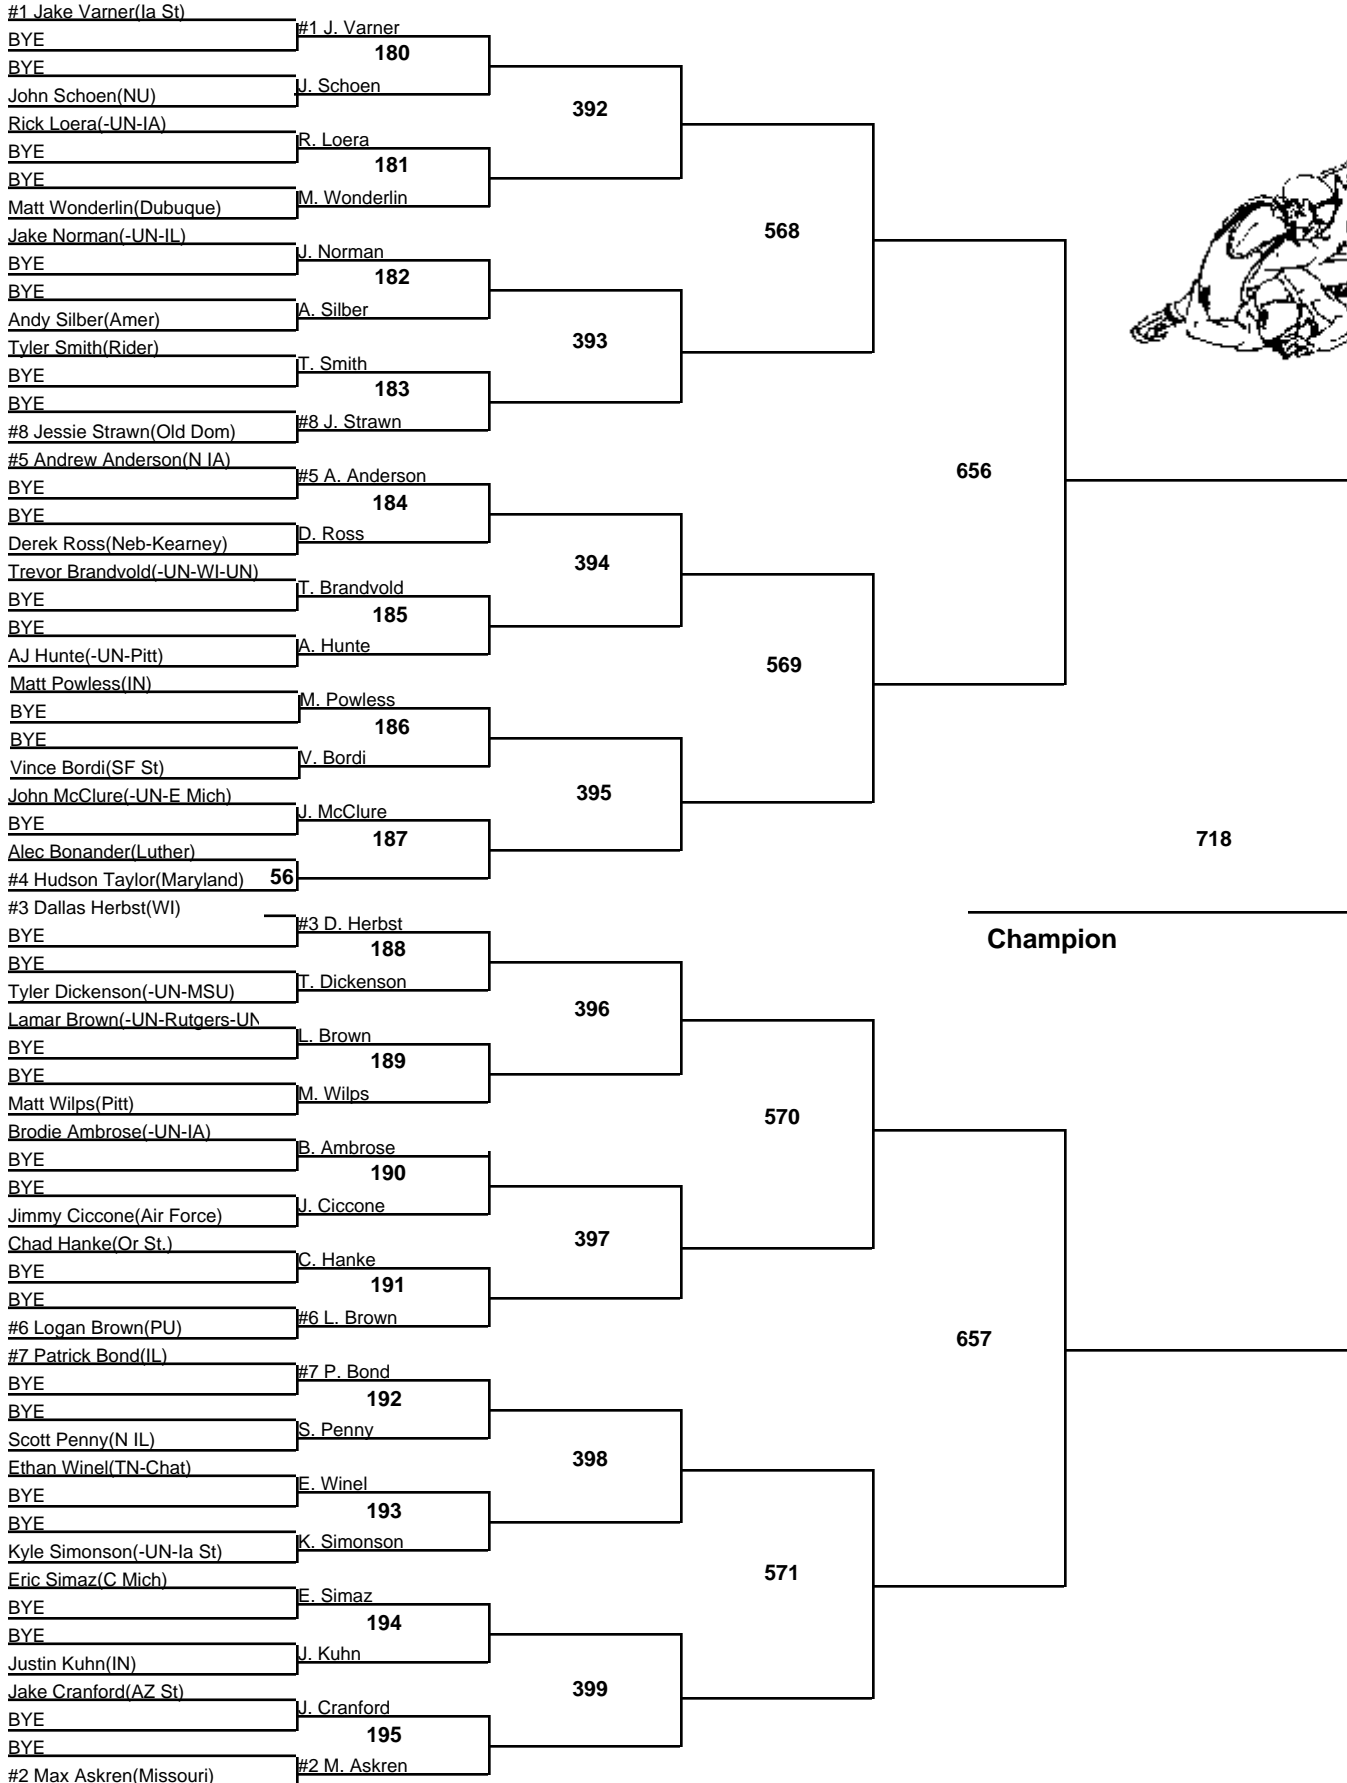 #1 Jake Varner(Ia St)
#1 J. Varner
BYE
180
BYE
J. Schoen
John Schoen(NU)
392
Rick Loera(-UN-IA)
R. Loera
BYE
181
BYE
M. Wonderlin
Matt Wonderlin(Dubuque)
568
Jake Norman(-UN-IL)
J. Norman
BYE
182
BYE
A. Silber
Andy Silber(Amer)
393
Tyler Smith(Rider)
T. Smith
BYE
183
BYE
#8 J. Strawn
#8 Jessie Strawn(Old Dom)
656
#5 Andrew Anderson(N IA)
#5 A. Anderson
BYE
184
BYE
D. Ross
Derek Ross(Neb-Kearney)
394
Trevor Brandvold(-UN-WI-UN)
T. Brandvold
BYE
185
BYE
A. Hunte
AJ Hunte(-UN-Pitt)
569
Matt Powless(IN)
M. Powless
BYE
186
BYE
V. Bordi
Vince Bordi(SF St)
395
John McClure(-UN-E Mich)
J. McClure
BYE
187
718
Alec Bonander(Luther)
56
#4 Hudson Taylor(Maryland)
#3 Dallas Herbst(WI)
#3 D. Herbst
BYE
Champion
188
BYE
T. Dickenson
Tyler Dickenson(-UN-MSU)
396
Lamar Brown(-UN-Rutgers-UN
L. Brown
BYE
189
BYE
M. Wilps
Matt Wilps(Pitt)
570
Brodie Ambrose(-UN-IA)
B. Ambrose
BYE
190
BYE
J. Ciccone
Jimmy Ciccone(Air Force)
397
Chad Hanke(Or St.)
C. Hanke
BYE
191
BYE
#6 L. Brown
#6 Logan Brown(PU)
657
#7 Patrick Bond(IL)
#7 P. Bond
BYE
192
BYE
S. Penny
Scott Penny(N IL)
398
Ethan Winel(TN-Chat)
E. Winel
BYE
193
BYE
K. Simonson
Kyle Simonson(-UN-Ia St)
571
Eric Simaz(C Mich)
E. Simaz
BYE
194
BYE
J. Kuhn
Justin Kuhn(IN)
399
Jake Cranford(AZ St)
J. Cranford
BYE
195
BYE
#2 M. Askren
#2 Max Askren(Missouri)